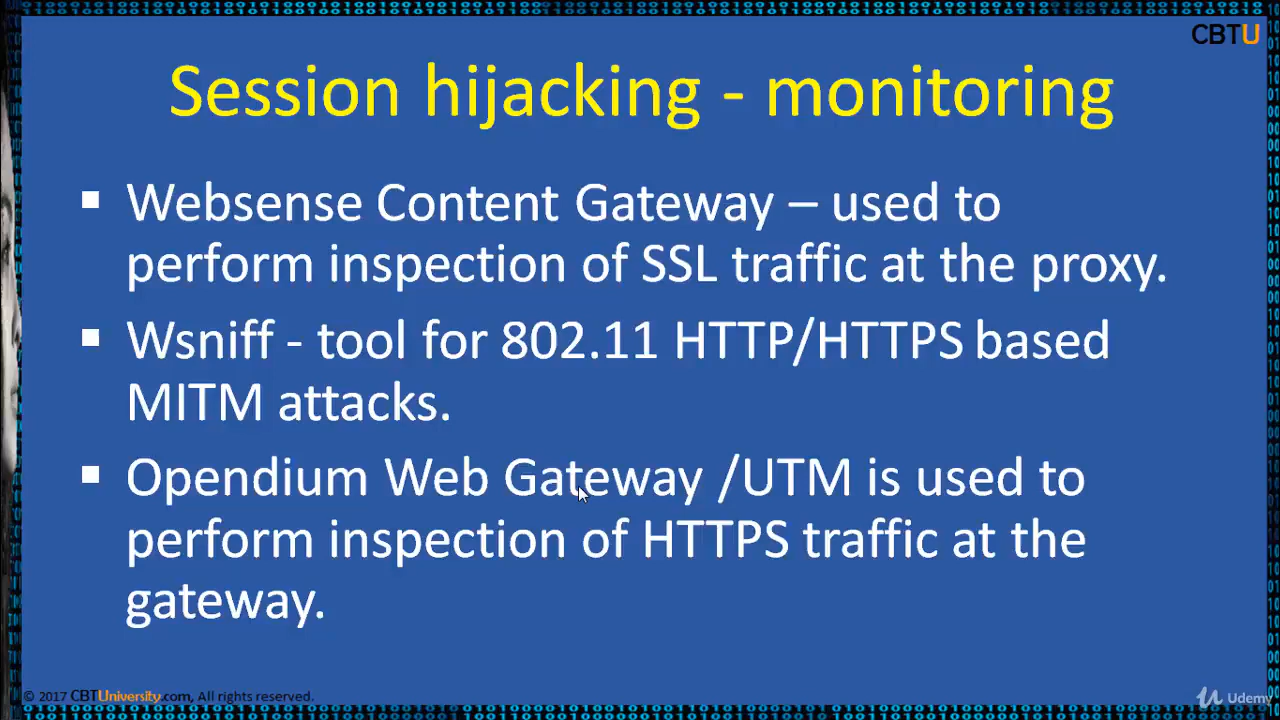 CBTU
Session hijacking - monitoring
▪ Websense Content Gateway – used to
perform inspection of SSL traffic at the proxy.
▪ Wsniff - tool for 802.11 HTTP/HTTPS based
MITM attacks.
▪ Opendium Web Gateway /UTM is used to
perform inspection of HTTPS traffic at the
gateway.
© 2017 CBTUniversity.com, All rights reserved.
Udemy